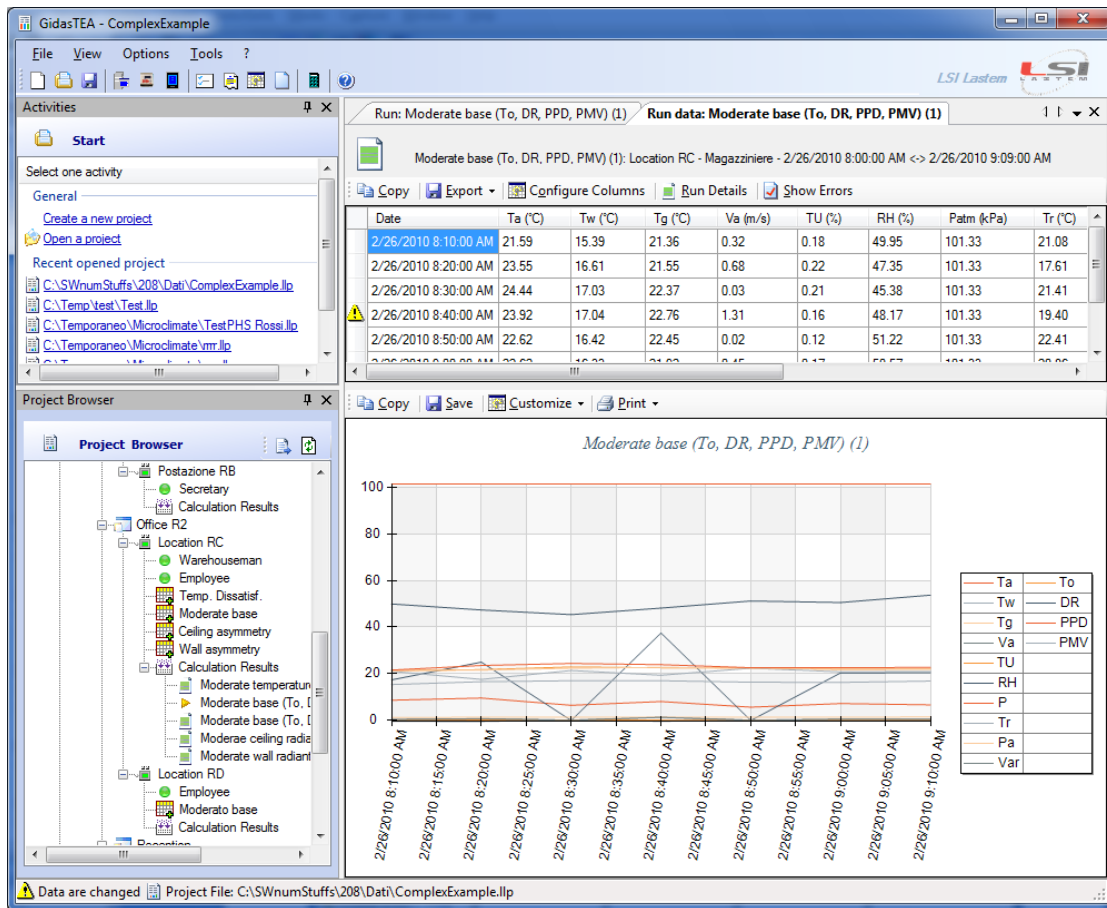 GidasTEA - ComplexExample
File View Options Tools ?
LSI Lastem LSI LASTEM
Activities
Start
Select one activity
General
Create a new project
Open a project
Recent opened project
C:\SWnumStuffs\208\Dati\ComplexExample.llp
C:\Temp\test\Test.llp
C:\Temporaneo\Microclimate\TestPHS Rossi.llp
C:\Temporaneo\Microclimate\rrr.llp
Project Browser
Project Browser
Postazione RB
Secretary
Calculation Results
Office R2
Location RC
Warehouseman
Employee
Temp. Dissatisf.
Moderate base
Ceiling asymmetry
Wall asymmetry
Calculation Results
Moderate temperatur
Moderate base (To, D
Moderate base (To, D
Moderae ceiling radia
Moderate wall radiant
Location RD
Employee
Moderato base
Calculation Results
Reception
Run: Moderate base (To, DR, PPD, PMV) (1) Run data: Moderate base (To, DR, PPD, PMV) (1)
Moderate base (To, DR, PPD, PMV) (1): Location RC - Magazziniere - 2/26/2010 8:00:00 AM <-> 2/26/2010 9:09:00 AM
Copy Export Configure Columns Run Details Show Errors
Date Ta (°C) Tw (°C) Tg (°C) Va (m/s) TU (%) RH (%) Patm (kPa) Tr (°C)
2/26/2010 8:10:00 AM 21.59 15.39 21.36 0.32 0.18 49.95 101.33 21.08
2/26/2010 8:20:00 AM 23.55 16.61 21.55 0.68 0.22 47.35 101.33 17.61
2/26/2010 8:30:00 AM 24.44 17.03 22.37 0.03 0.21 45.38 101.33 21.41
2/26/2010 8:40:00 AM 23.92 17.04 22.76 1.31 0.16 48.17 101.33 19.40
2/26/2010 8:50:00 AM 22.62 16.42 22.45 0.02 0.12 51.22 101.33 22.41
Copy Save Customize Print
Moderate base (To, DR, PPD, PMV) (1)
100
80
60
40
20
0
2/26/2010 8:10:00 AM
2/26/2010 8:15:00 AM
2/26/2010 8:20:00 AM
2/26/2010 8:25:00 AM
2/26/2010 8:30:00 AM
2/26/2010 8:35:00 AM
2/26/2010 8:40:00 AM
2/26/2010 8:45:00 AM
2/26/2010 8:50:00 AM
2/26/2010 8:55:00 AM
2/26/2010 9:00:00 AM
2/26/2010 9:05:00 AM
2/26/2010 9:10:00 AM
Ta To
Tw DR
Tg PPD
Va PMV
TU
RH
P
Tr
Pa
Var
Data are changed Project File: C:\SWnumStuffs\208\Dati\ComplexExample.llp